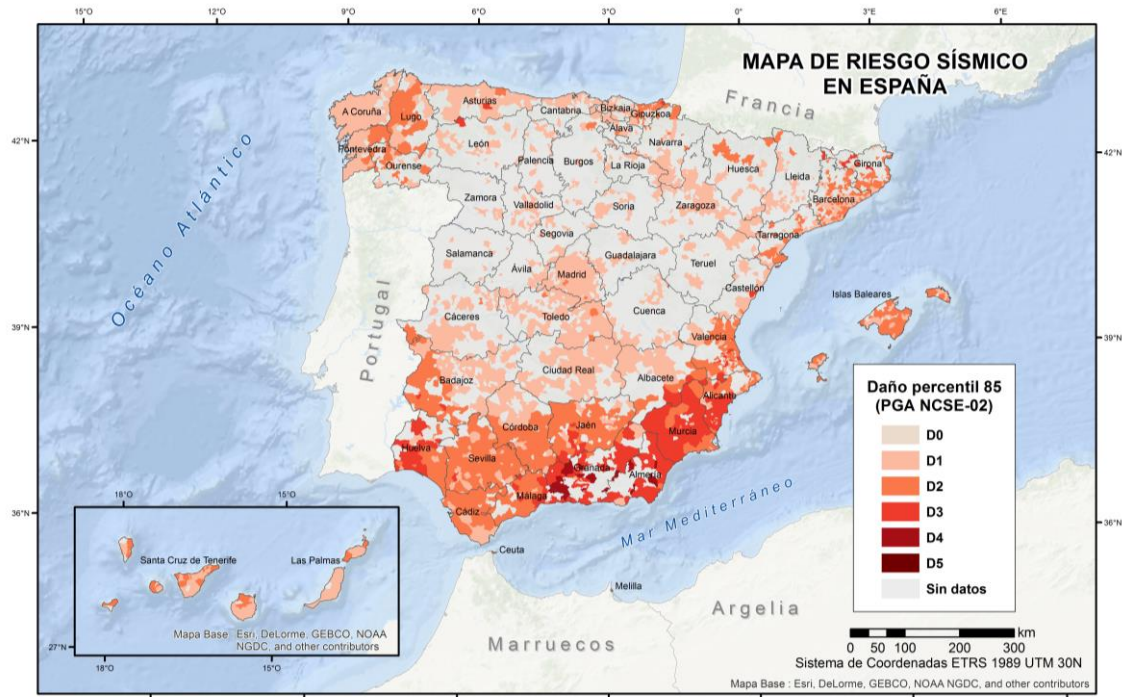 15°O
12°O
9°O
6°O
3°O
0°
3°E
6°E
MAPA DE RIESGO SÍSMICO
EN ESPAÑA
Francia
42°N
42°N
Océano Atlántico
A Coruña
Lugo
Asturias
Cantabria
Bizkaia
Gipuzkoa
Alava
Navarra
Pontevedra
Ourense
León
Palencia
Burgos
La Rioja
Huesca
Lleida
Girona
Barcelona
Zamora
Valladolid
Soria
Zaragoza
Tarragona
Segovia
Salamanca
Ávila
Madrid
Guadalajara
Teruel
Castellón
Islas Baleares
Portugal
39°N
39°N
Cáceres
Toledo
Cuenca
Valencia
Badajoz
Ciudad Real
Albacete
Alicante
Córdoba
Jaén
Murcia
Huelva
Sevilla
Granada
Almería
Málaga
Cádiz
36°N
36°N
Mar Mediterráneo
Ceuta
Melilla
Marruecos
Argelia
Daño percentil 85
(PGA NCSE-02)
D0
D1
D2
D3
D4
D5
Sin datos
18°O
15°O
Santa Cruz de Tenerife
Las Palmas
Mapa Base : Esri, DeLorme, GEBCO, NOAA
NGDC, and other contributors
27°N
18°O
15°O
km
0 50 100 200 300
Sistema de Coordenadas ETRS 1989 UTM 30N
Mapa Base : Esri, DeLorme, GEBCO, NOAA NGDC, and other contributors